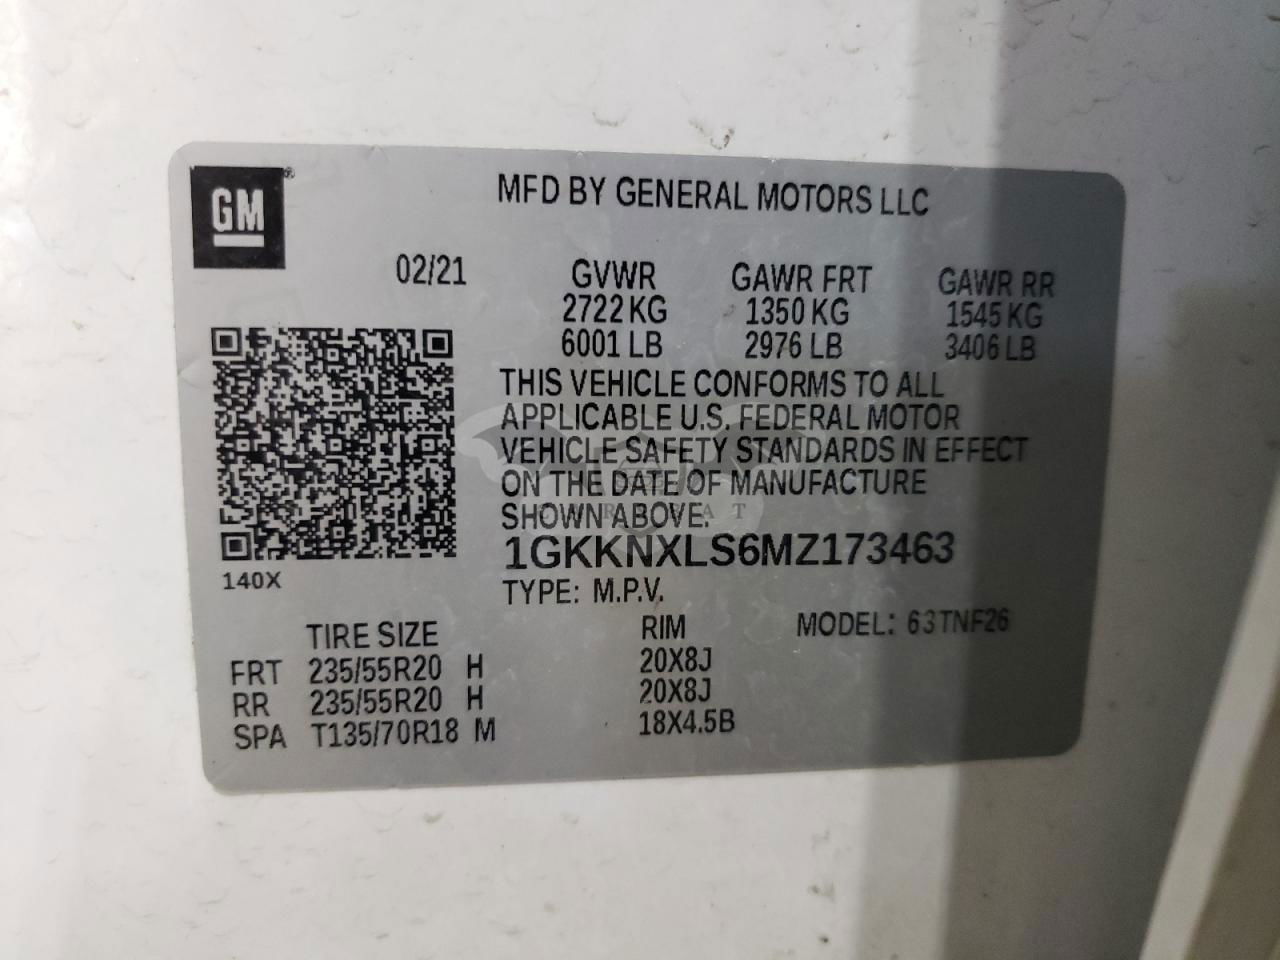 GM®
MFD BY GENERAL MOTORS LLC
02/21
GVWR GAWR FRT GAWR RR
2722 KG 1350 KG 1545 KG
6001 LB 2976 LB 3406 LB
THIS VEHICLE CONFORMS TO ALL
APPLICABLE U.S. FEDERAL MOTOR
VEHICLE SAFETY STANDARDS IN EFFECT
ON THE DATE OF MANUFACTURE
SHOWN ABOVE.
1GKKNXLS6MZ173463
140X
TYPE: M.P.V.
TIRE SIZE RIM MODEL: 63TNF26
FRT 235/55R20 H 20X8J
RR 235/55R20 H 20X8J
SPA T135/70R18 M 18X4.5B